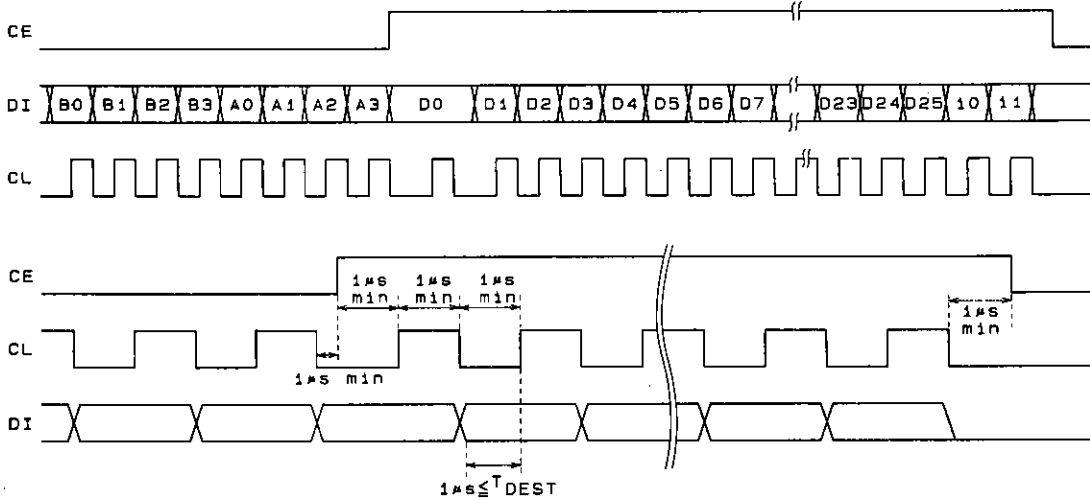 CE
DI B0 B1 B2 B3 A0 A1 A2 A3 D0 D1 D2 D3 D4 D5 D6 D7 D23 D24 D25 i0 i1
CL
CE
1μs min 1μs min 1μs min
1μs min
CL
1μs min
DI
1μs≦TDEST